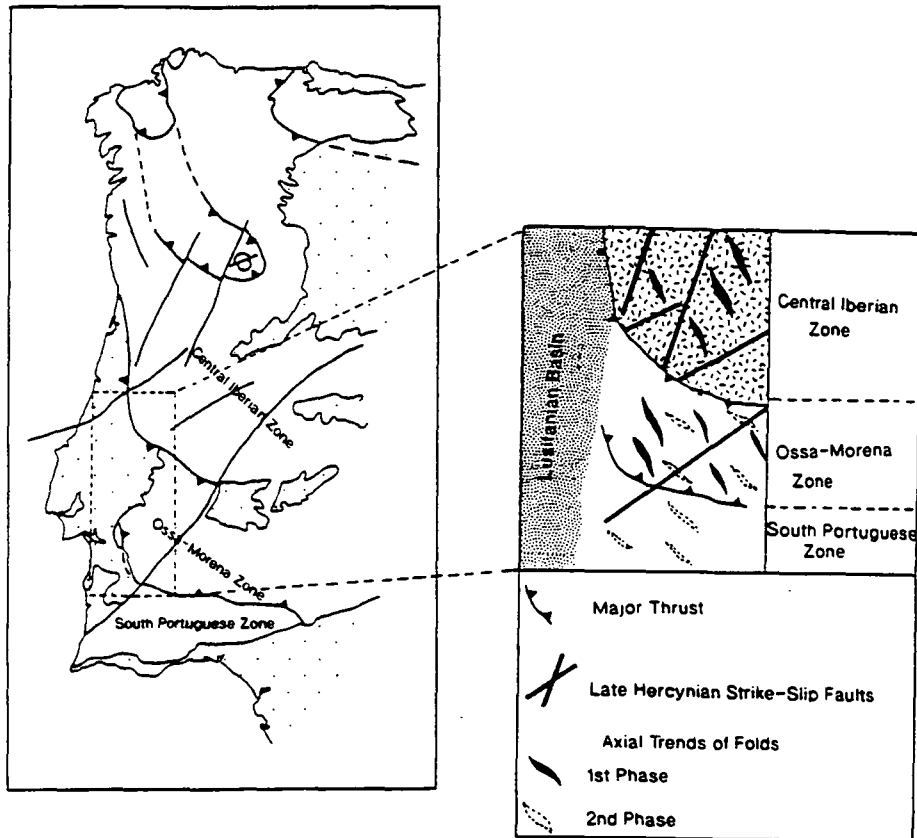 Central Iberian Zone
Ossa-Morena Zone
South Portuguese Zone
Lusitanian Basin
Central Iberian
Zone
Ossa-Morena
Zone
South Portuguese
Zone
Major Thrust
Late Hercynian Strike-Slip Faults
Axial Trends of Folds
1st Phase
2nd Phase